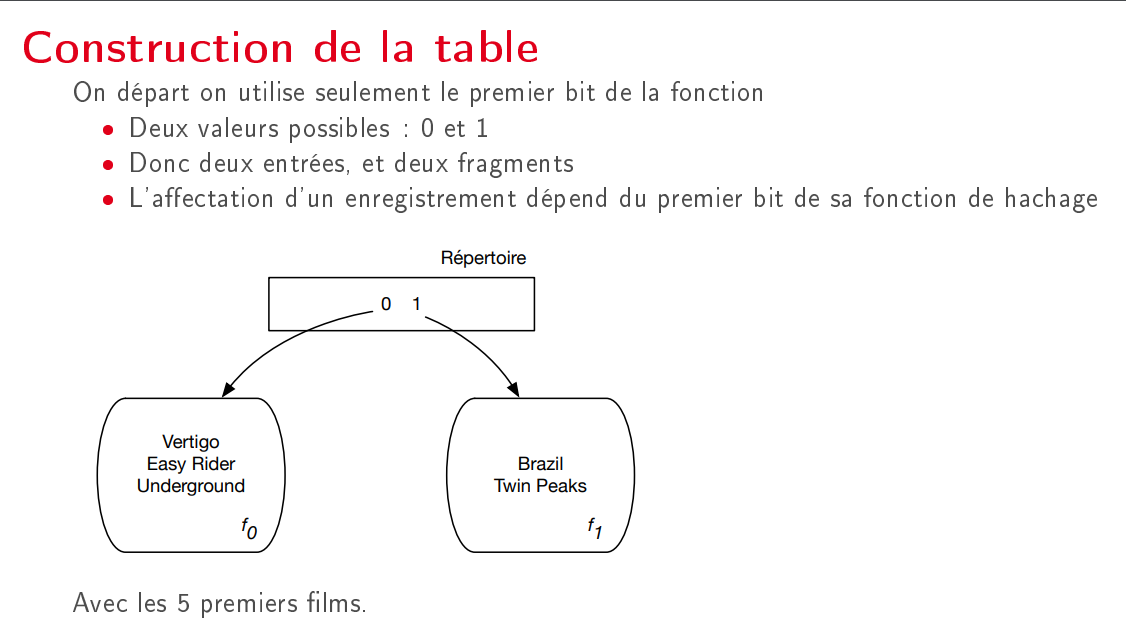 Construction de la table
On départ on utilise seulement le premier bit de la fonction
• Deux valeurs possibles : 0 et 1
• Donc deux entrées, et deux fragments
• L'affectation d'un enregistrement dépend du premier bit de sa fonction de hachage
Répertoire
0 1
Vertigo
Easy Rider
Underground
f0
Brazil
Twin Peaks
f1
Avec les 5 premiers films.